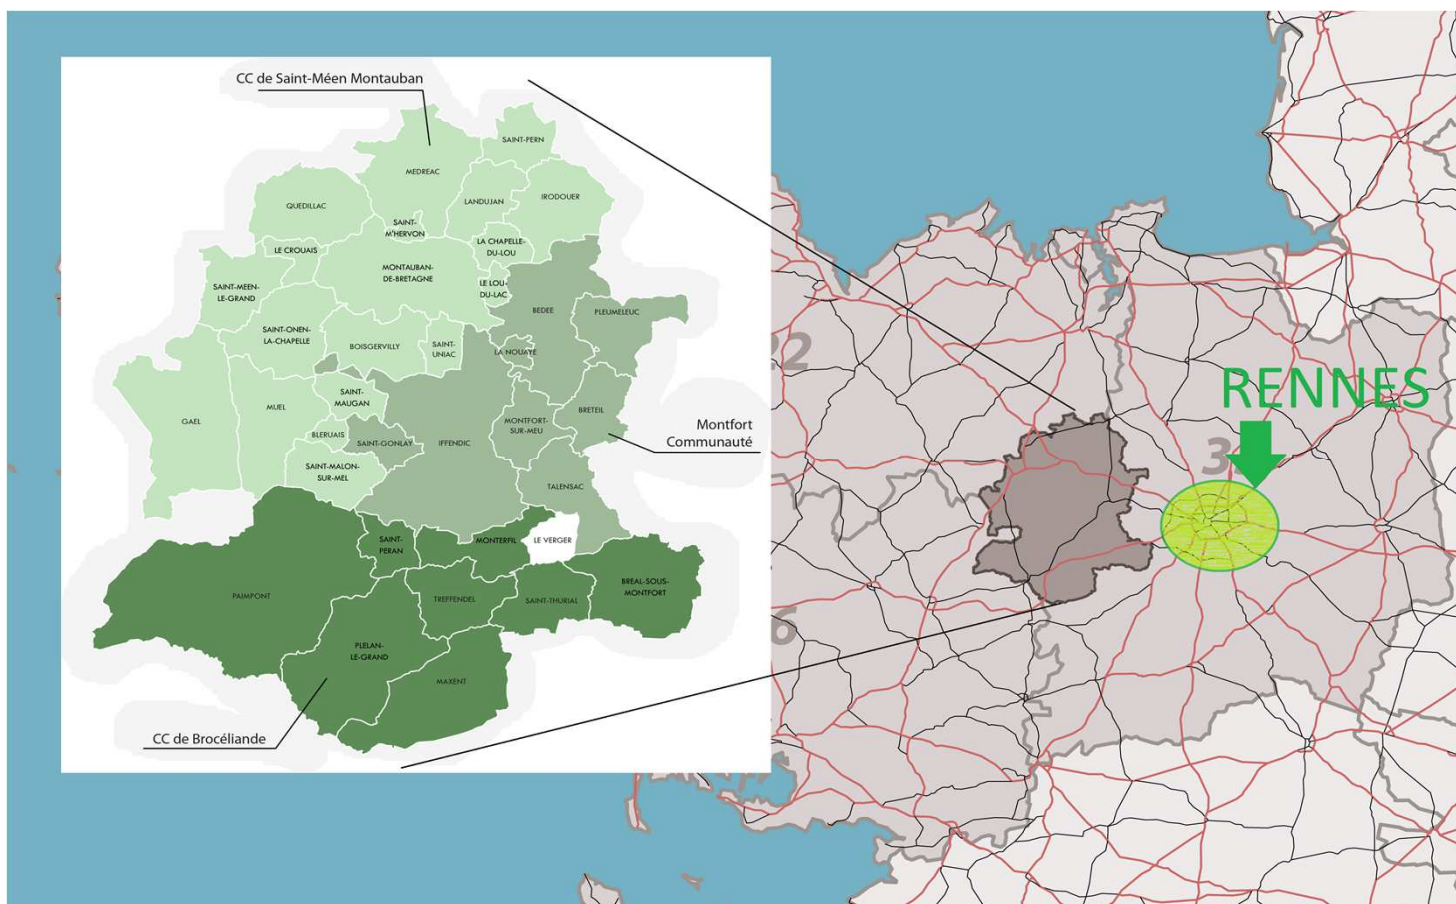 CC de Saint-Méen Montauban
SAINT-PERN
MEDREAC
LANDUJAN
IRODOUER
QUEDILLAC
SAINT-
M'HERVON
LE CROUAIS
LA CHAPELLE-
DU-LOU
MONTAUBAN-
DE-BRETAGNE
SAINT-MEEN-
LE-GRAND
LE LOU-
DU-LAC
BEDEE
PLEUMELEUC
SAINT-ONEN-
LA-CHAPELLE
BOISGERVILLY
SAINT-
UNIAC
LA NOUAYE
22
RENNES
SAINT-
MAUGAN
MUEL
GAEL
BRETEIL
MONTFORT-
SUR-MEU
Montfort
Communauté
BLERUAIS
SAINT-GONLAY
IFFENDIC
SAINT-MALON-
SUR-MEL
TALENSAC
SAINT-
PERAN
MONTERFIL
LE VERGER
BREAL-SOUS-
MONTFORT
PAIMPONT
TREFFENDEL
SAINT-THURIAL
PLELAN-
LE-GRAND
MAXENT
CC de Brocéliande